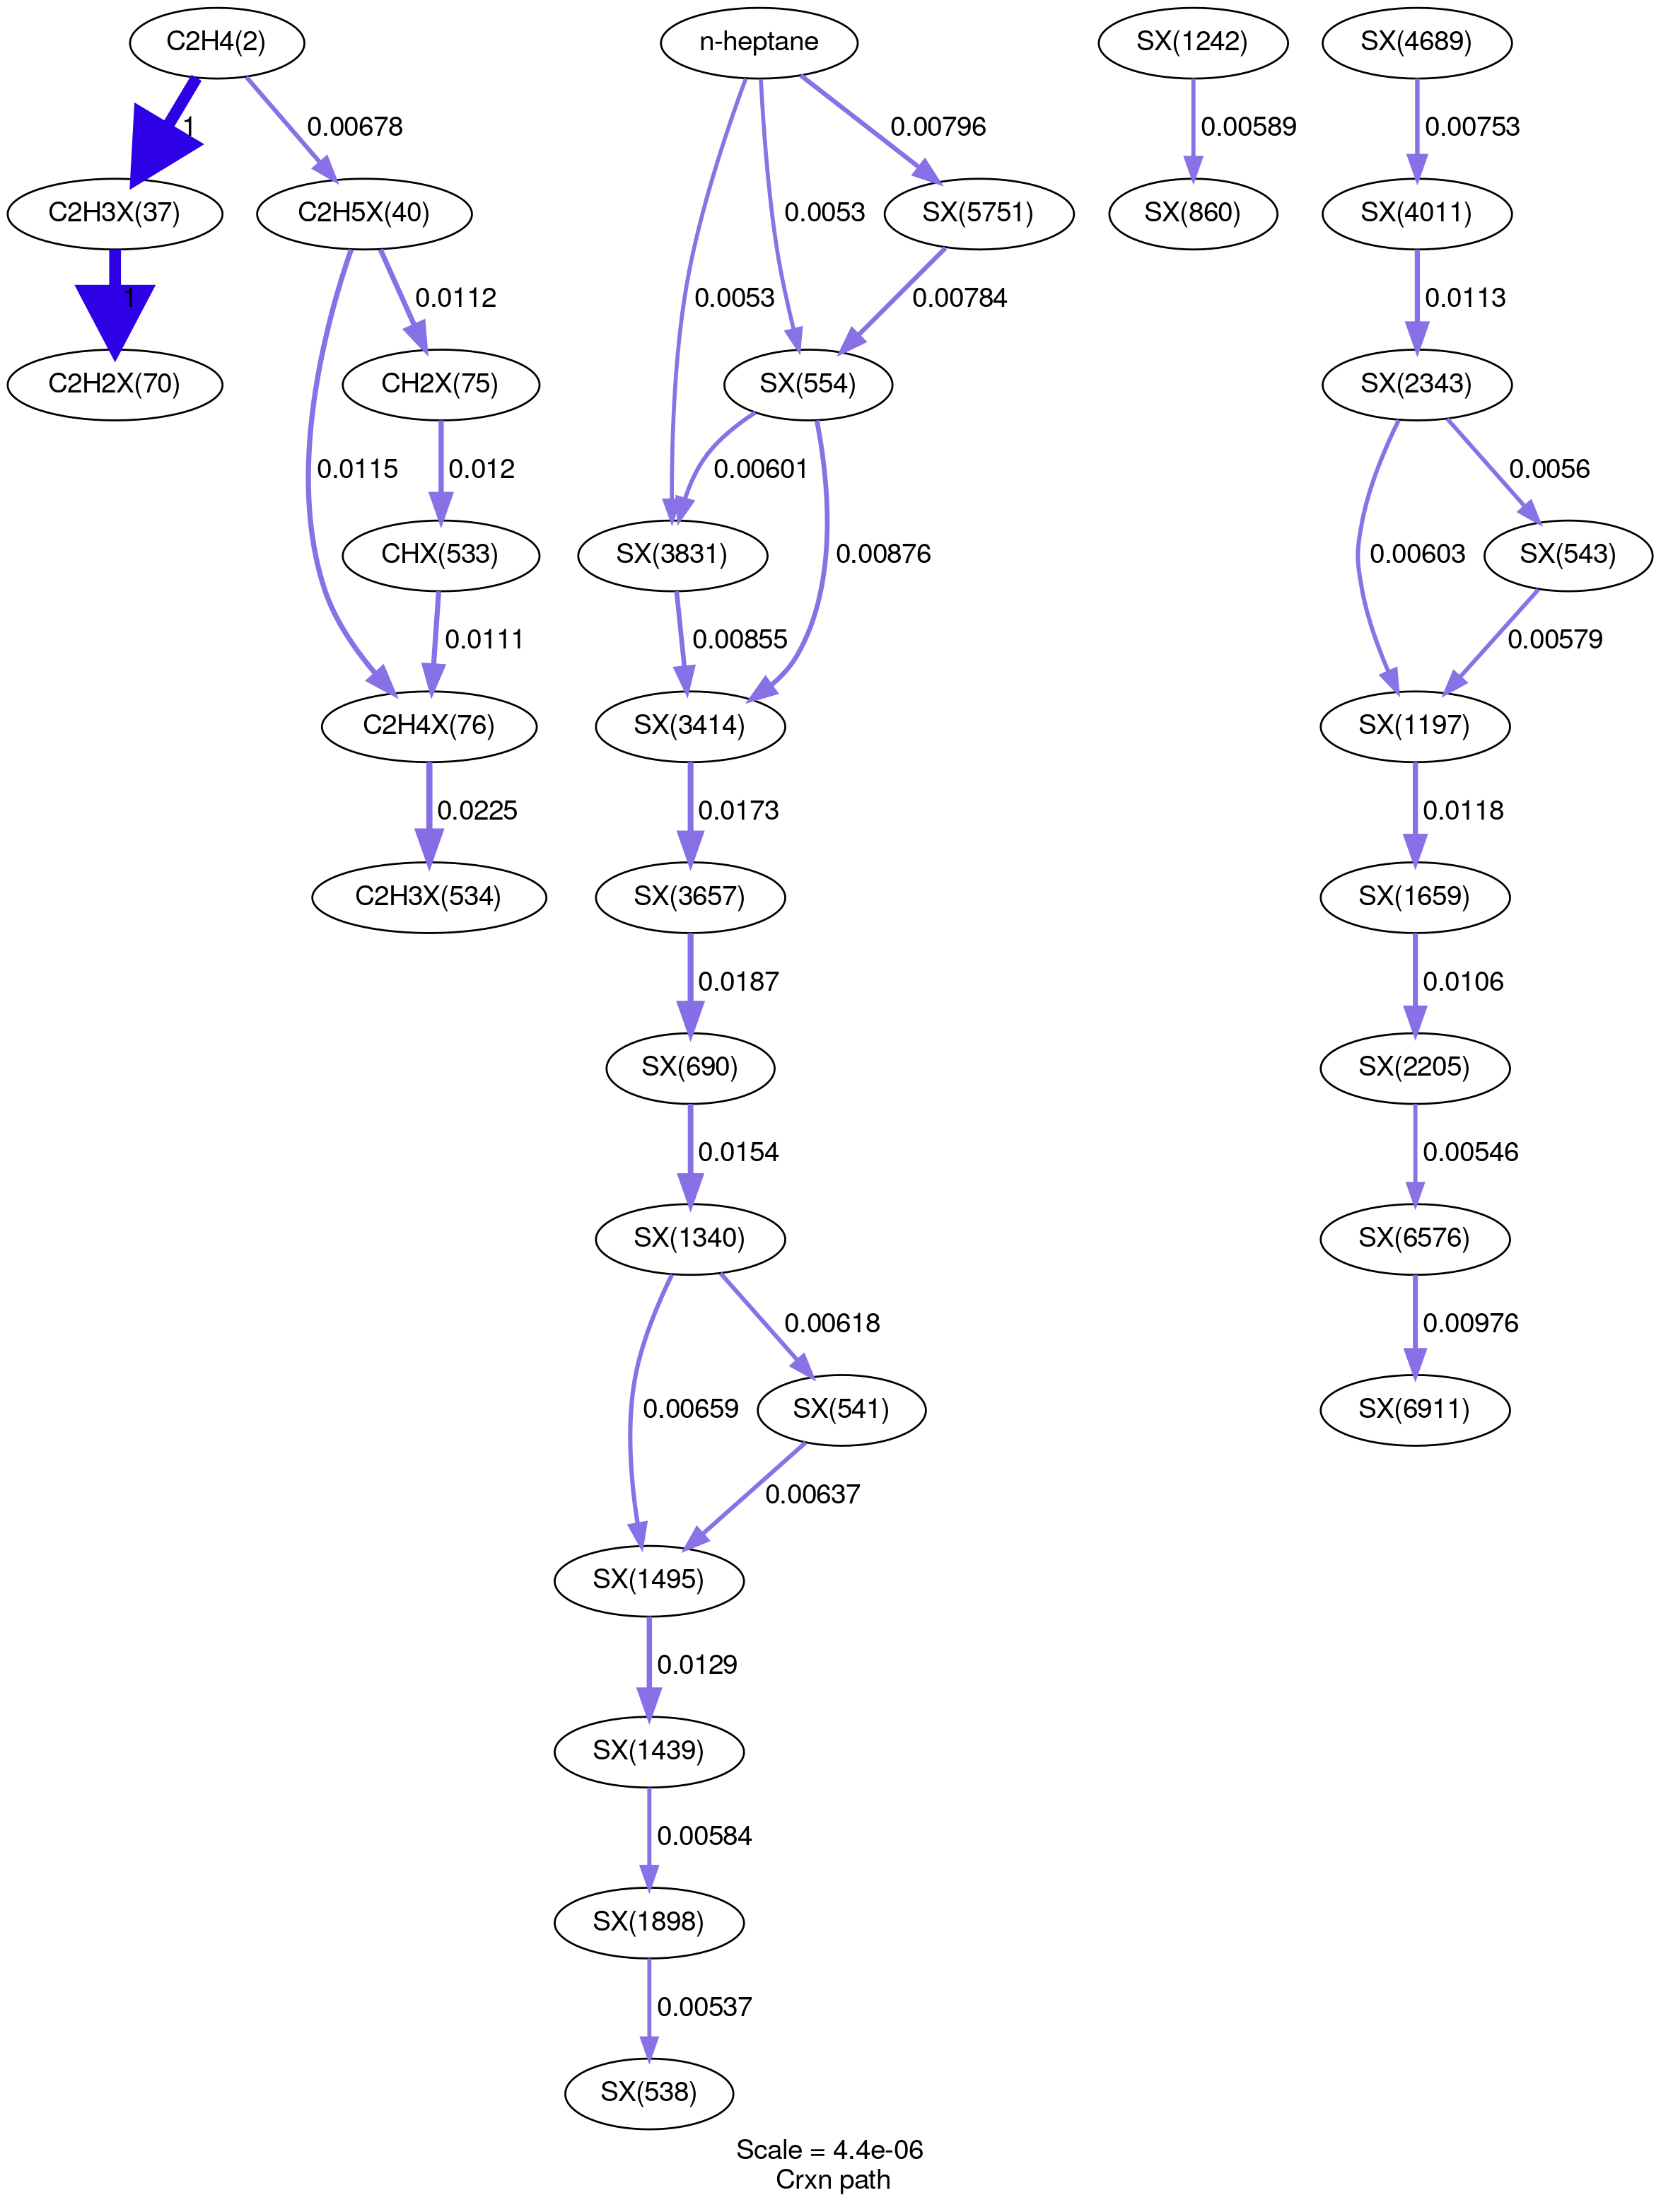 C2H4(2)
n-heptane
SX(1242)
SX(4689)
1
0.00678
0.00796
0.00589
0.00753
C2H3X(37)
C2H5X(40)
0.0053
SX(5751)
SX(860)
SX(4011)
1
0.0112
0.0053
0.00784
0.0113
C2H2X(70)
CH2X(75)
SX(554)
SX(2343)
0.0115
0.012
0.00601
0.0056
CHX(533)
SX(3831)
0.00876
0.00603
SX(543)
0.0111
0.00855
0.00579
C2H4X(76)
SX(3414)
SX(1197)
0.0225
0.0173
0.0118
C2H3X(534)
SX(3657)
SX(1659)
0.0187
0.0106
SX(690)
SX(2205)
0.0154
0.00546
SX(1340)
SX(6576)
0.00618
0.00976
0.00659
SX(541)
SX(6911)
0.00637
SX(1495)
0.0129
SX(1439)
0.00584
SX(1898)
0.00537
SX(538)
Scale = 4.4e-06
Crxn path